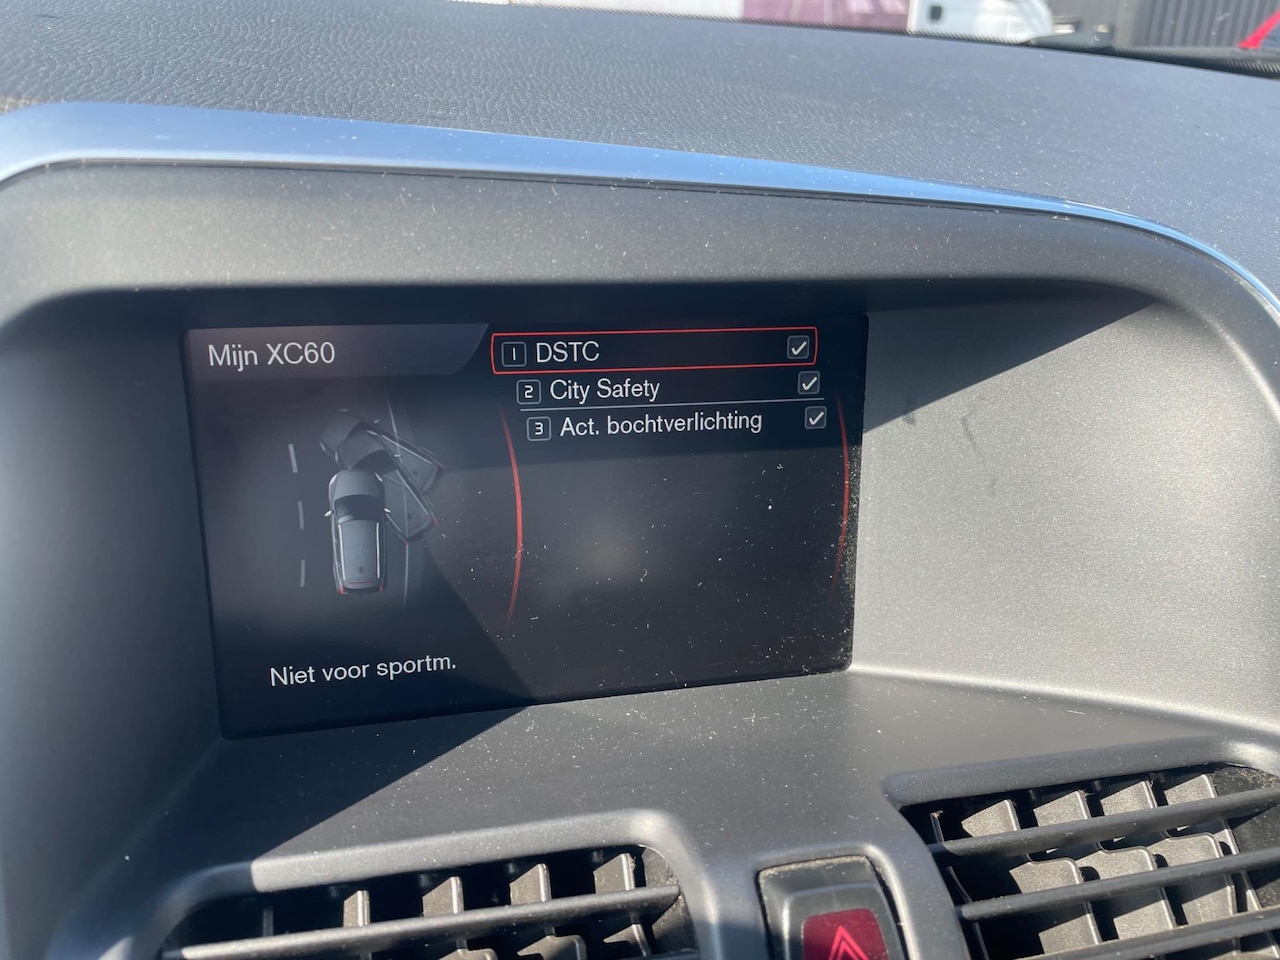 Mijn XC60
1 DSTC
2 City Safety
3 Act. bochtverlichting
Niet voor sportm.